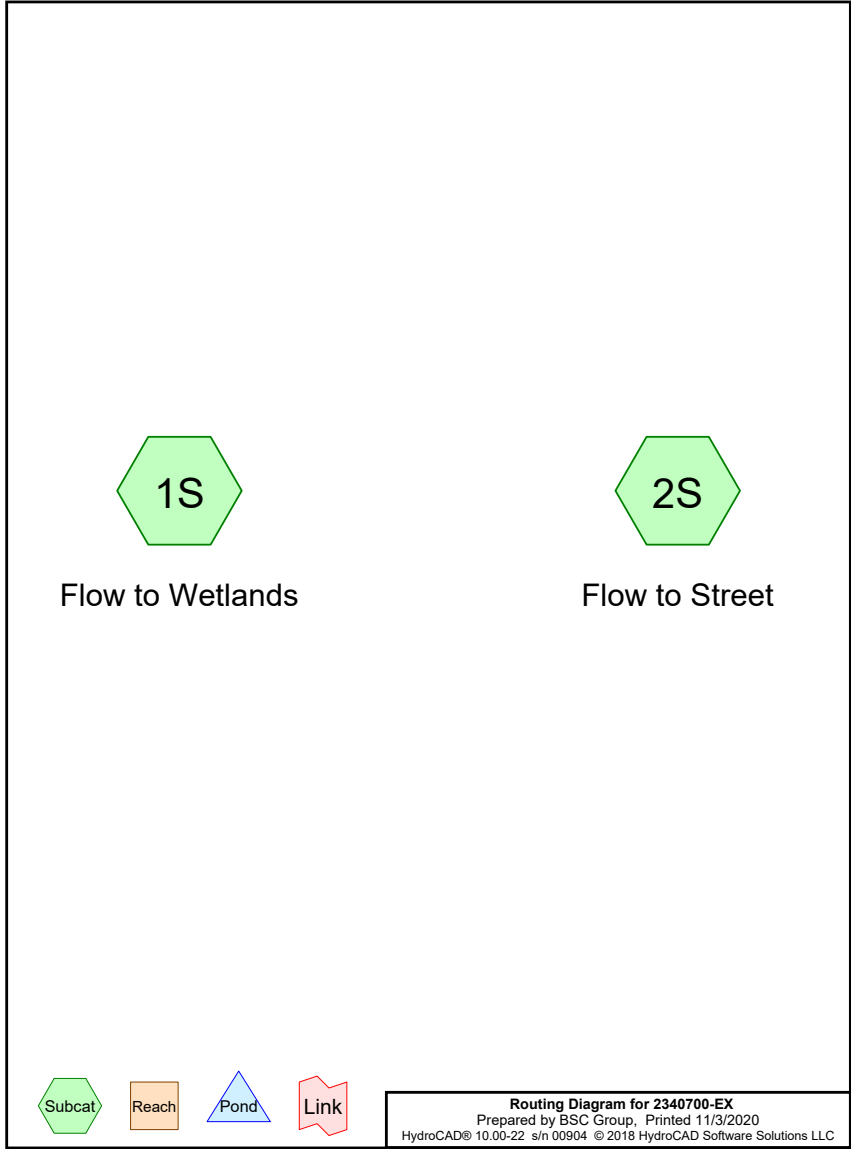 1S
2S
Flow to Wetlands
Flow to Street
Subcat
Reach
Pond
Link
Routing Diagram for 2340700-EX
Prepared by BSC Group, Printed 11/3/2020
HydroCAD® 10.00-22 s/n 00904 © 2018 HydroCAD Software Solutions LLC